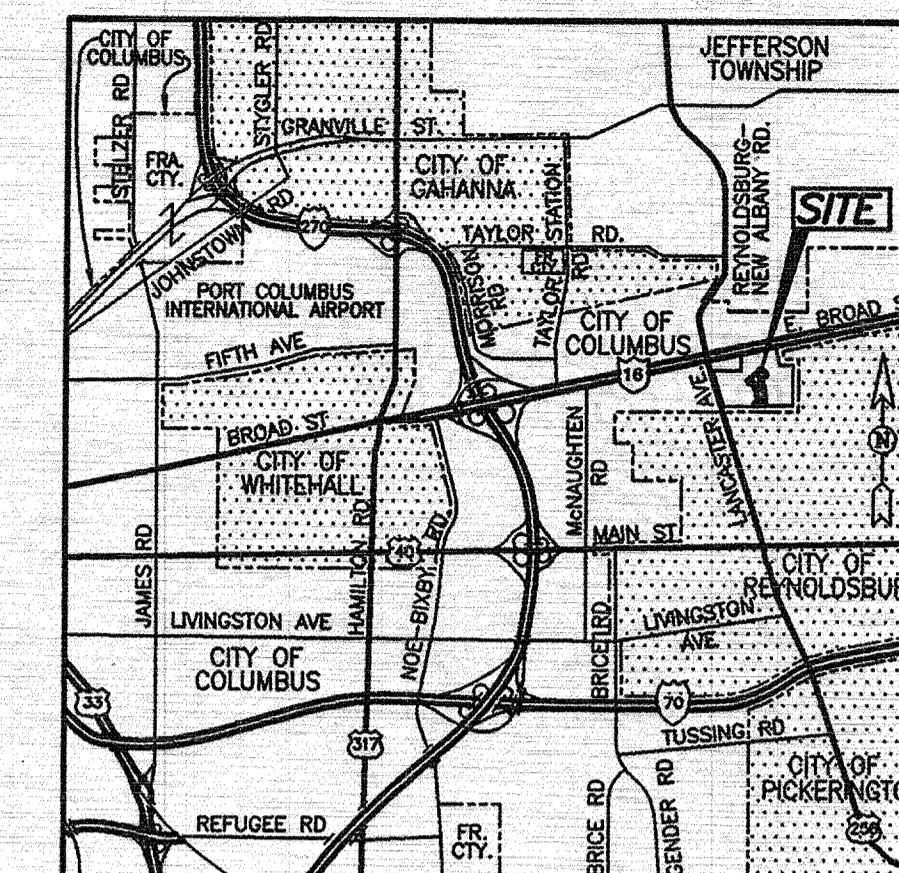 CITY OF
COLUMBUS
JEFFERSON
TOWNSHIP
STELZER RD
STYGLER RD
GRANVILLE ST.
FRA.
CTY.
CITY OF
GAHANNA
REYNOLDSBURG-
NEW ALBANY RD.
SITE
JOHNSTOWN RD
270
TAYLOR RD.
TAYLOR STATION
RD
MORRISON
RD
PORT COLUMBUS
INTERNATIONAL AIRPORT
CITY OF
COLUMBUS
E. BROAD
FIFTH AVE
16
BROAD ST
CITY OF
WHITEHALL
McNAUGHTEN
RD
LANCASTER AVE.
N
JAMES RD
HAMILTON RD
40
NOE-BIXBY RD.
MAIN ST.
CITY OF
REYNOLDSBU
LIVINGSTON AVE
LIVINGSTON
AVE.
BRICE RD
CITY OF
COLUMBUS
33
70
317
TUSSING RD
CITY OF
PICKERINGTO
REFUGEE RD
FR.
CTY.
BRICE RD
GENDER RD
256